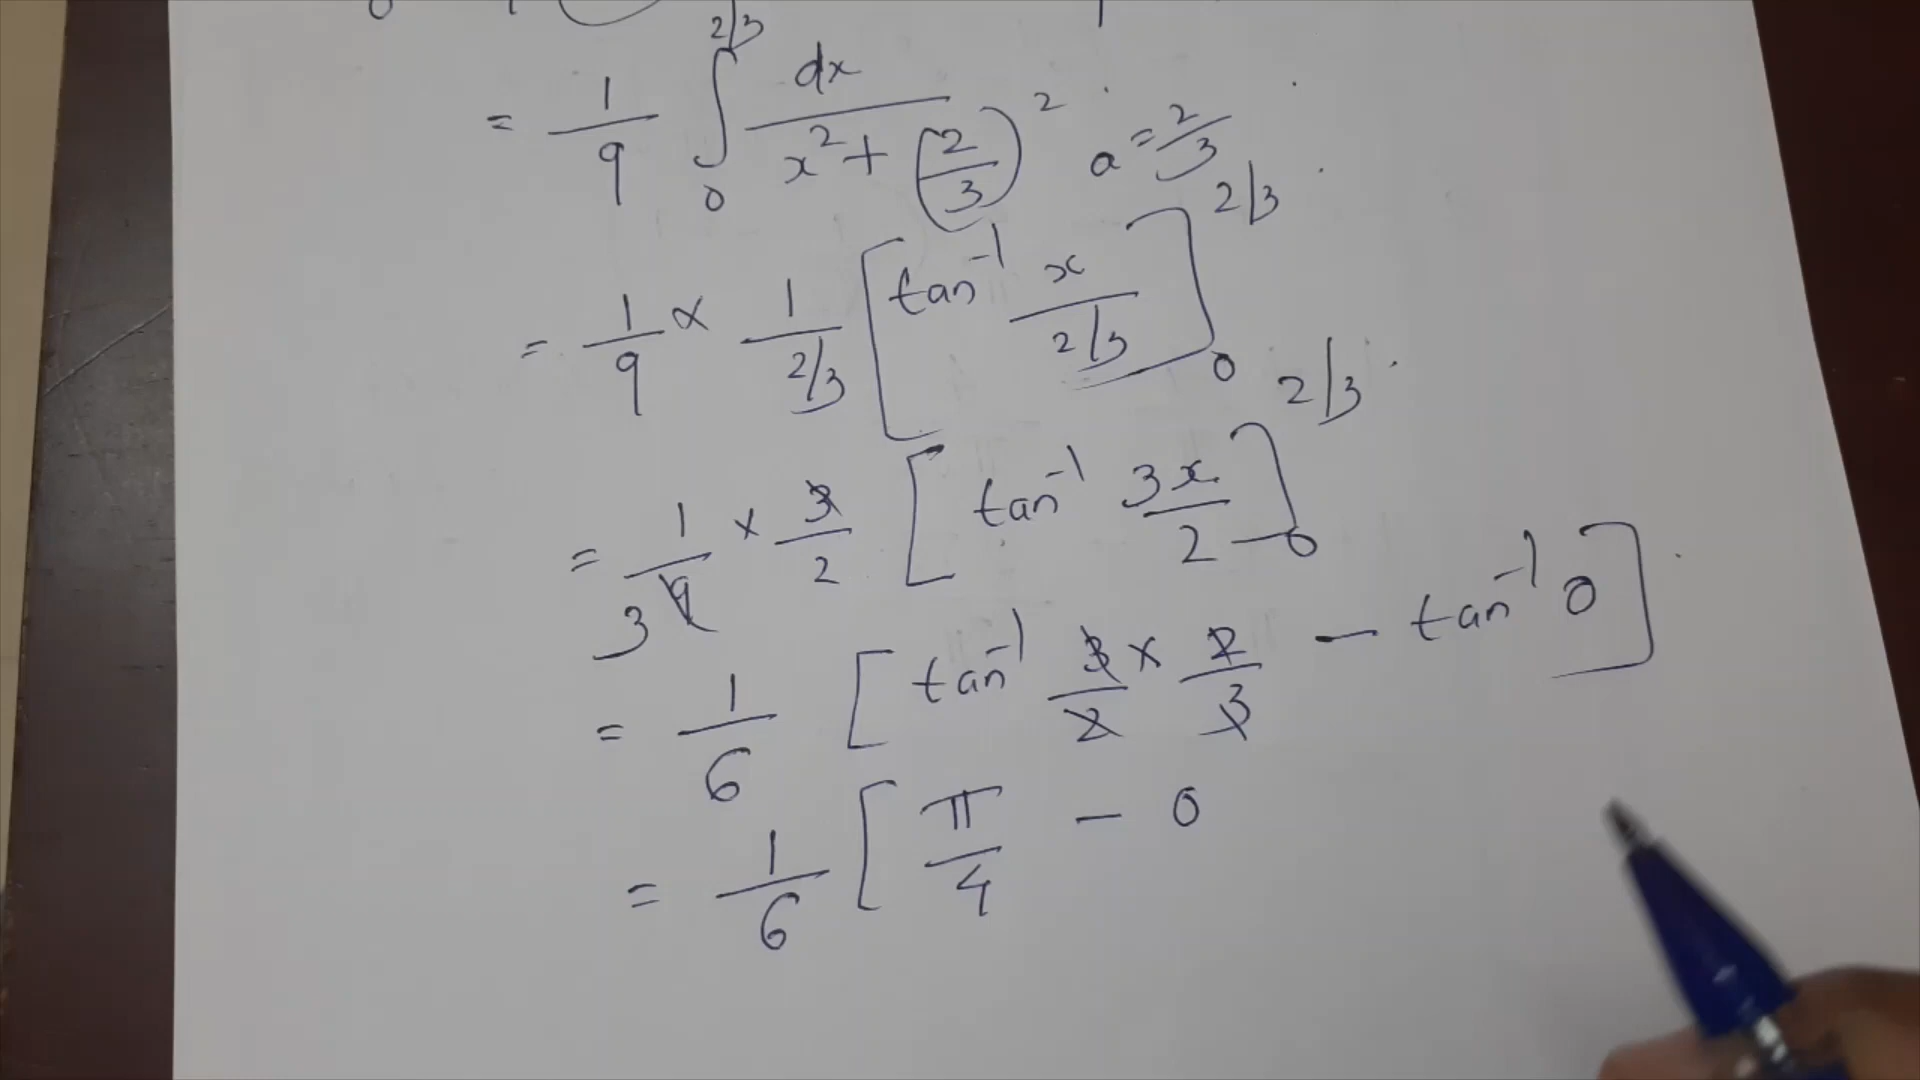 = 1/9 ∫₀^{2/3} dx / (x² + (2/3)²) a = 2/3
= 1/9 × 1/(2/3) [tan⁻¹ x/(2/3)]₀^{2/3}
= 1/9 × 3/2 [tan⁻¹ 3x/2]₀^{2/3}
3
= 1/6 [tan⁻¹ 3/2 × 2/3 − tan⁻¹ 0]
= 1/6 [π/4 − 0